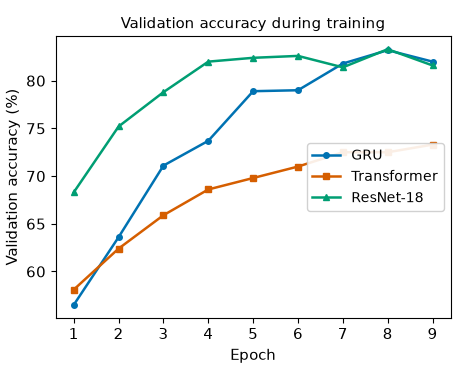 Validation accuracy during training
Validation accuracy (%)
80
75
70
65
60
GRU
Transformer
ResNet-18
1 2 3 4 5 6 7 8 9
Epoch